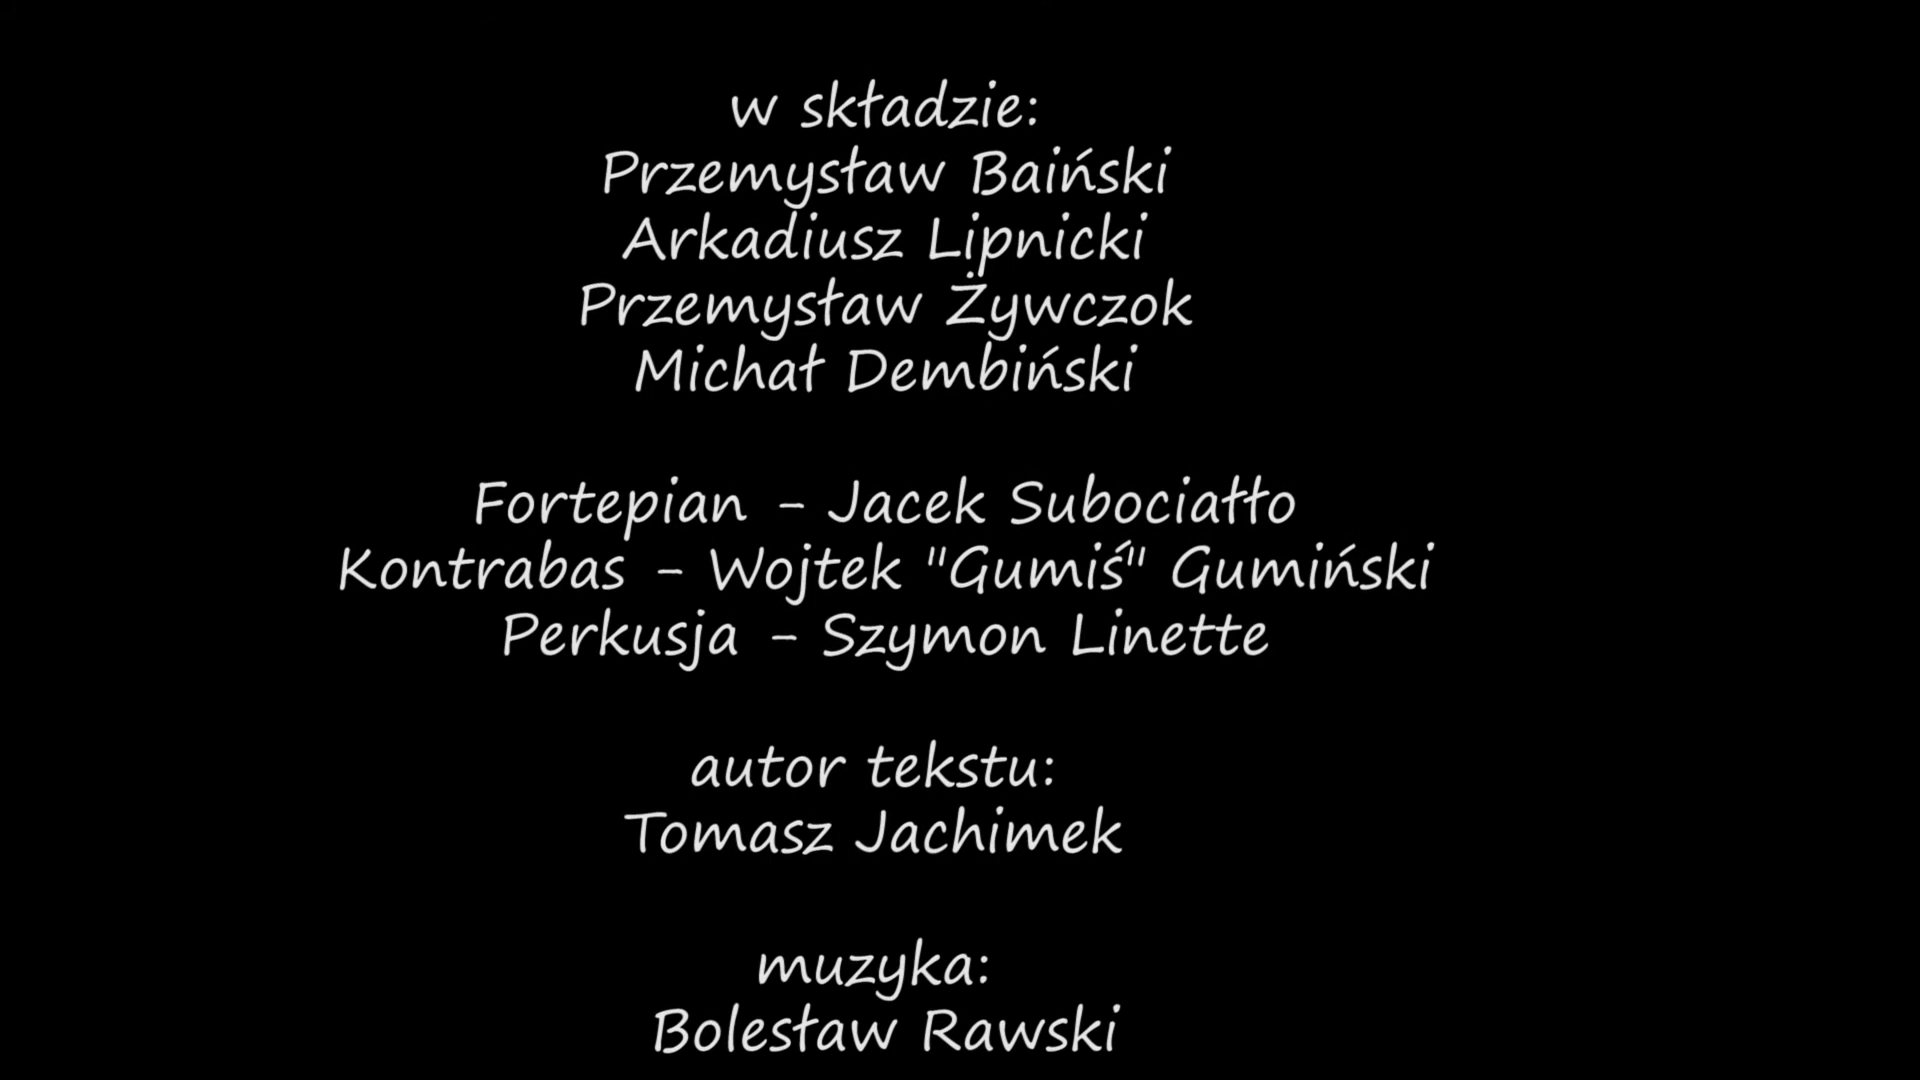 w składzie:
Przemysław Baiński
Arkadiusz Lipnicki
Przemysław Żywczok
Michał Dembiński
Fortepian - Jacek Subociałło
Kontrabas - Wojtek "Gumiś" Gumiński
Perkusja - Szymon Linette
autor tekstu:
Tomasz Jachimek
muzyka:
Bolesław Rawski